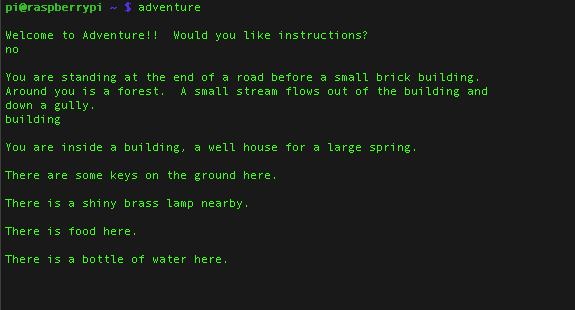 pi@raspberrypi ~ $ adventure
Welcome to Adventure!!  Would you like instructions?
no
You are standing at the end of a road before a small brick building.
Around you is a forest.  A small stream flows out of the building and
down a gully.
building
You are inside a building, a well house for a large spring.
There are some keys on the ground here.
There is a shiny brass lamp nearby.
There is food here.
There is a bottle of water here.